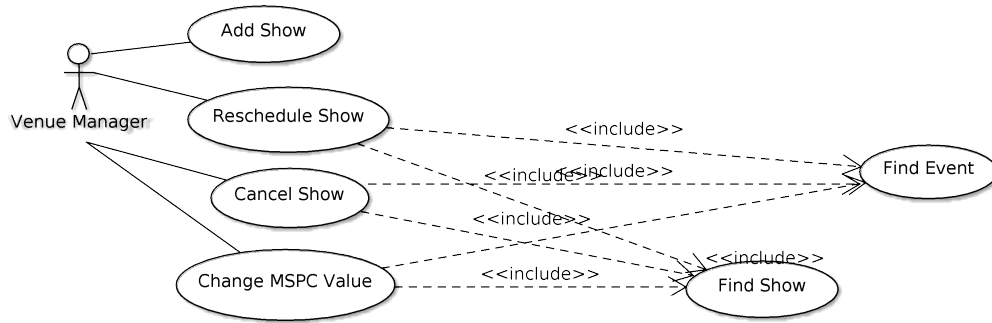 Add Show
Venue Manager
Reschedule Show
<<include>>
<<include>>
<<include>>
Find Event
Cancel Show
<<include>>
<<include>>
Change MSPC Value
<<include>>
Find Show